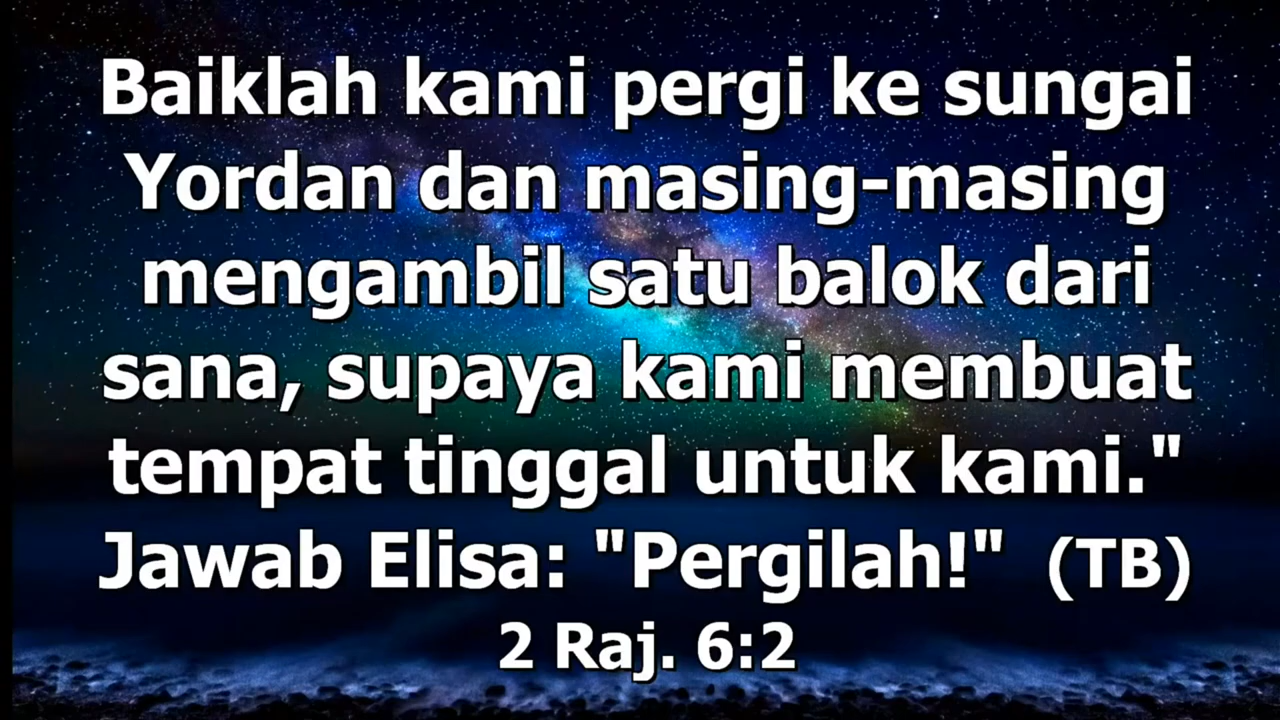 Baiklah kami pergi ke sungai
Yordan dan masing-masing
mengambil satu balok dari
sana, supaya kami membuat
tempat tinggal untuk kami."
Jawab Elisa: "Pergilah!" (TB)
2 Raj. 6:2